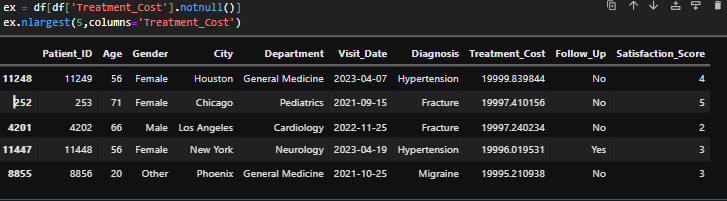 ex = df[df['Treatment_Cost'].notnull()]
ex.nlargest(5,columns='Treatment_Cost')
Patient_ID Age Gender City Department Visit_Date Diagnosis Treatment_Cost Follow_Up Satisfaction_Score
11248 11249 56 Female Houston General Medicine 2023-04-07 Hypertension 19999.839844 No 4
252 253 71 Female Chicago Pediatrics 2021-09-15 Fracture 19997.410156 No 5
4201 4202 66 Male Los Angeles Cardiology 2022-11-25 Fracture 19997.240234 No 2
11447 11448 56 Female New York Neurology 2023-04-19 Hypertension 19996.019531 Yes 3
8855 8856 20 Other Phoenix General Medicine 2021-10-25 Migraine 19995.210938 No 3